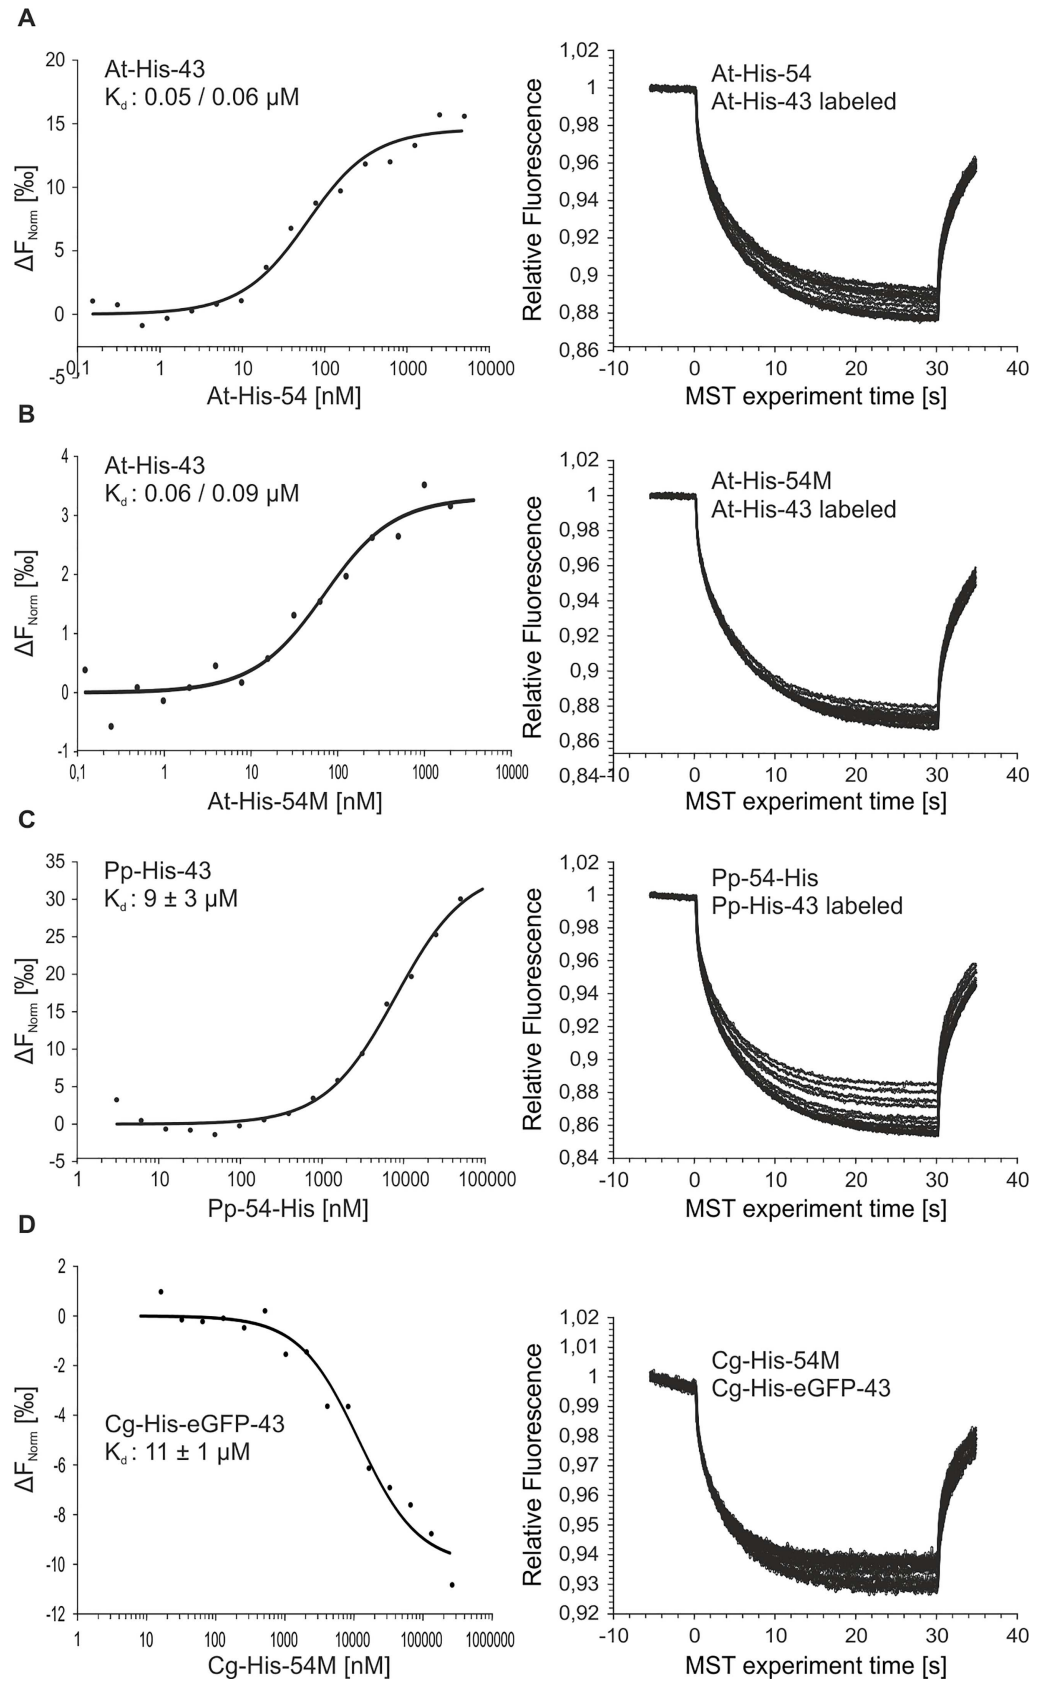 A
20
15
10
5
0
-5
At-His-43
Kd : 0.05 / 0.06 µM
ΔFNorm [‰]
0,1 1 10 100 1000 10000
At-His-54 [nM]
1,02
1
0,98
0,96
0,94
0,92
0,9
0,88
0,86
At-His-54
At-His-43 labeled
Relative Fluorescence
-10 0 10 20 30 40
MST experiment time [s]
B
4
3
2
1
0
-1
At-His-43
Kd : 0.06 / 0.09 µM
ΔFNorm [‰]
0,1 1 10 100 1000 10000
At-His-54M [nM]
1,02
1
0,98
0,96
0,94
0,92
0,9
0,88
0,86
0,84
At-His-54M
At-His-43 labeled
Relative Fluorescence
-10 0 10 20 30 40
MST experiment time [s]
C
35
30
25
20
15
10
5
0
-5
Pp-His-43
Kd : 9 ± 3 µM
ΔFNorm [‰]
1 10 100 1000 10000 100000
Pp-54-His [nM]
1,02
1
0,98
0,96
0,94
0,92
0,9
0,88
0,86
0,84
Pp-54-His
Pp-His-43 labeled
Relative Fluorescence
-10 0 10 20 30 40
MST experiment time [s]
D
2
0
-2
-4
-6
-8
-10
-12
Cg-His-eGFP-43
Kd : 11 ± 1 µM
ΔFNorm [‰]
1 10 100 1000 10000 100000 1000000
Cg-His-54M [nM]
1,02
1,01
1
0,99
0,98
0,97
0,96
0,95
0,94
0,93
0,92
Cg-His-54M
Cg-His-eGFP-43
Relative Fluorescence
-10 0 10 20 30 40
MST experiment time [s]